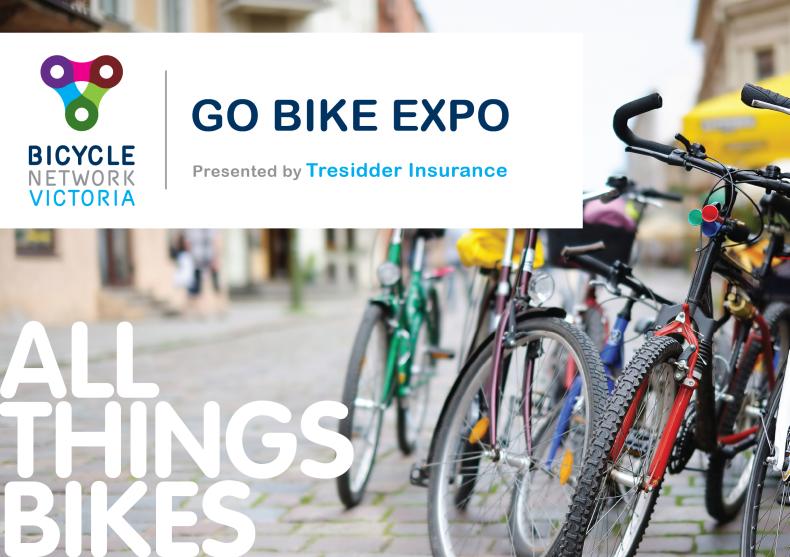 BICYCLE
NETWORK
VICTORIA
GO BIKE EXPO
Presented by Tresidder Insurance
ALL
THINGS
BIKES